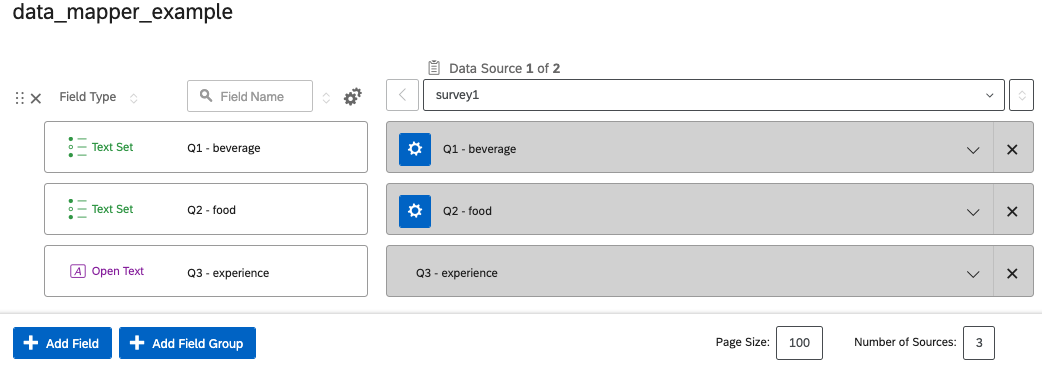 data_mapper_example
Data Source 1 of 2
Field Type Field Name survey1
Text Set Q1 - beverage Q1 - beverage
Text Set Q2 - food Q2 - food
A Open Text Q3 - experience Q3 - experience
Add Field Add Field Group Page Size: 100 Number of Sources: 3